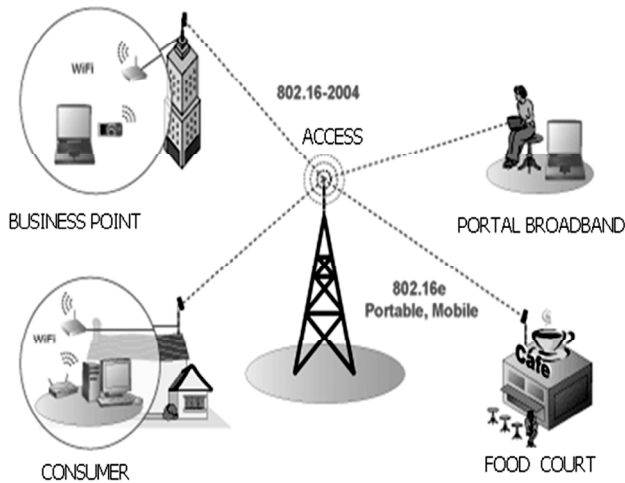 WiFi
802.16-2004
ACCESS
BUSINESS POINT
PORTAL BROADBAND
802.16e
Portable, Mobile
WiFi
Cafe
CONSUMER
FOOD COURT